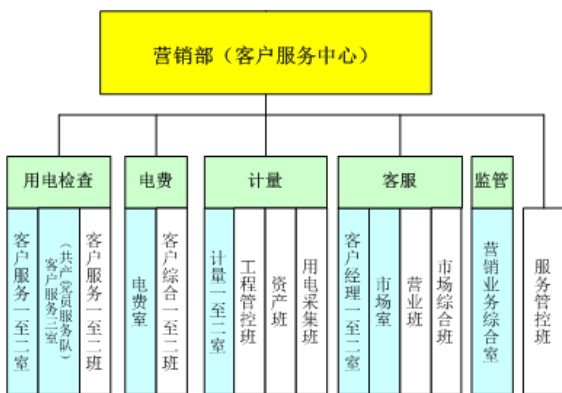 营销部（客户服务中心）
用电检查
电费
计量
客服
监管
客户服务一至二室
（共产党员服务队）
客户服务三室
客户服务一至二班
电费室
客户综合一至二班
计量一至二室
工程管控班
资产班
用电采集班
客户经理一至二室
市场室
营业班
市场综合班
营销业务综合室
服务管控班